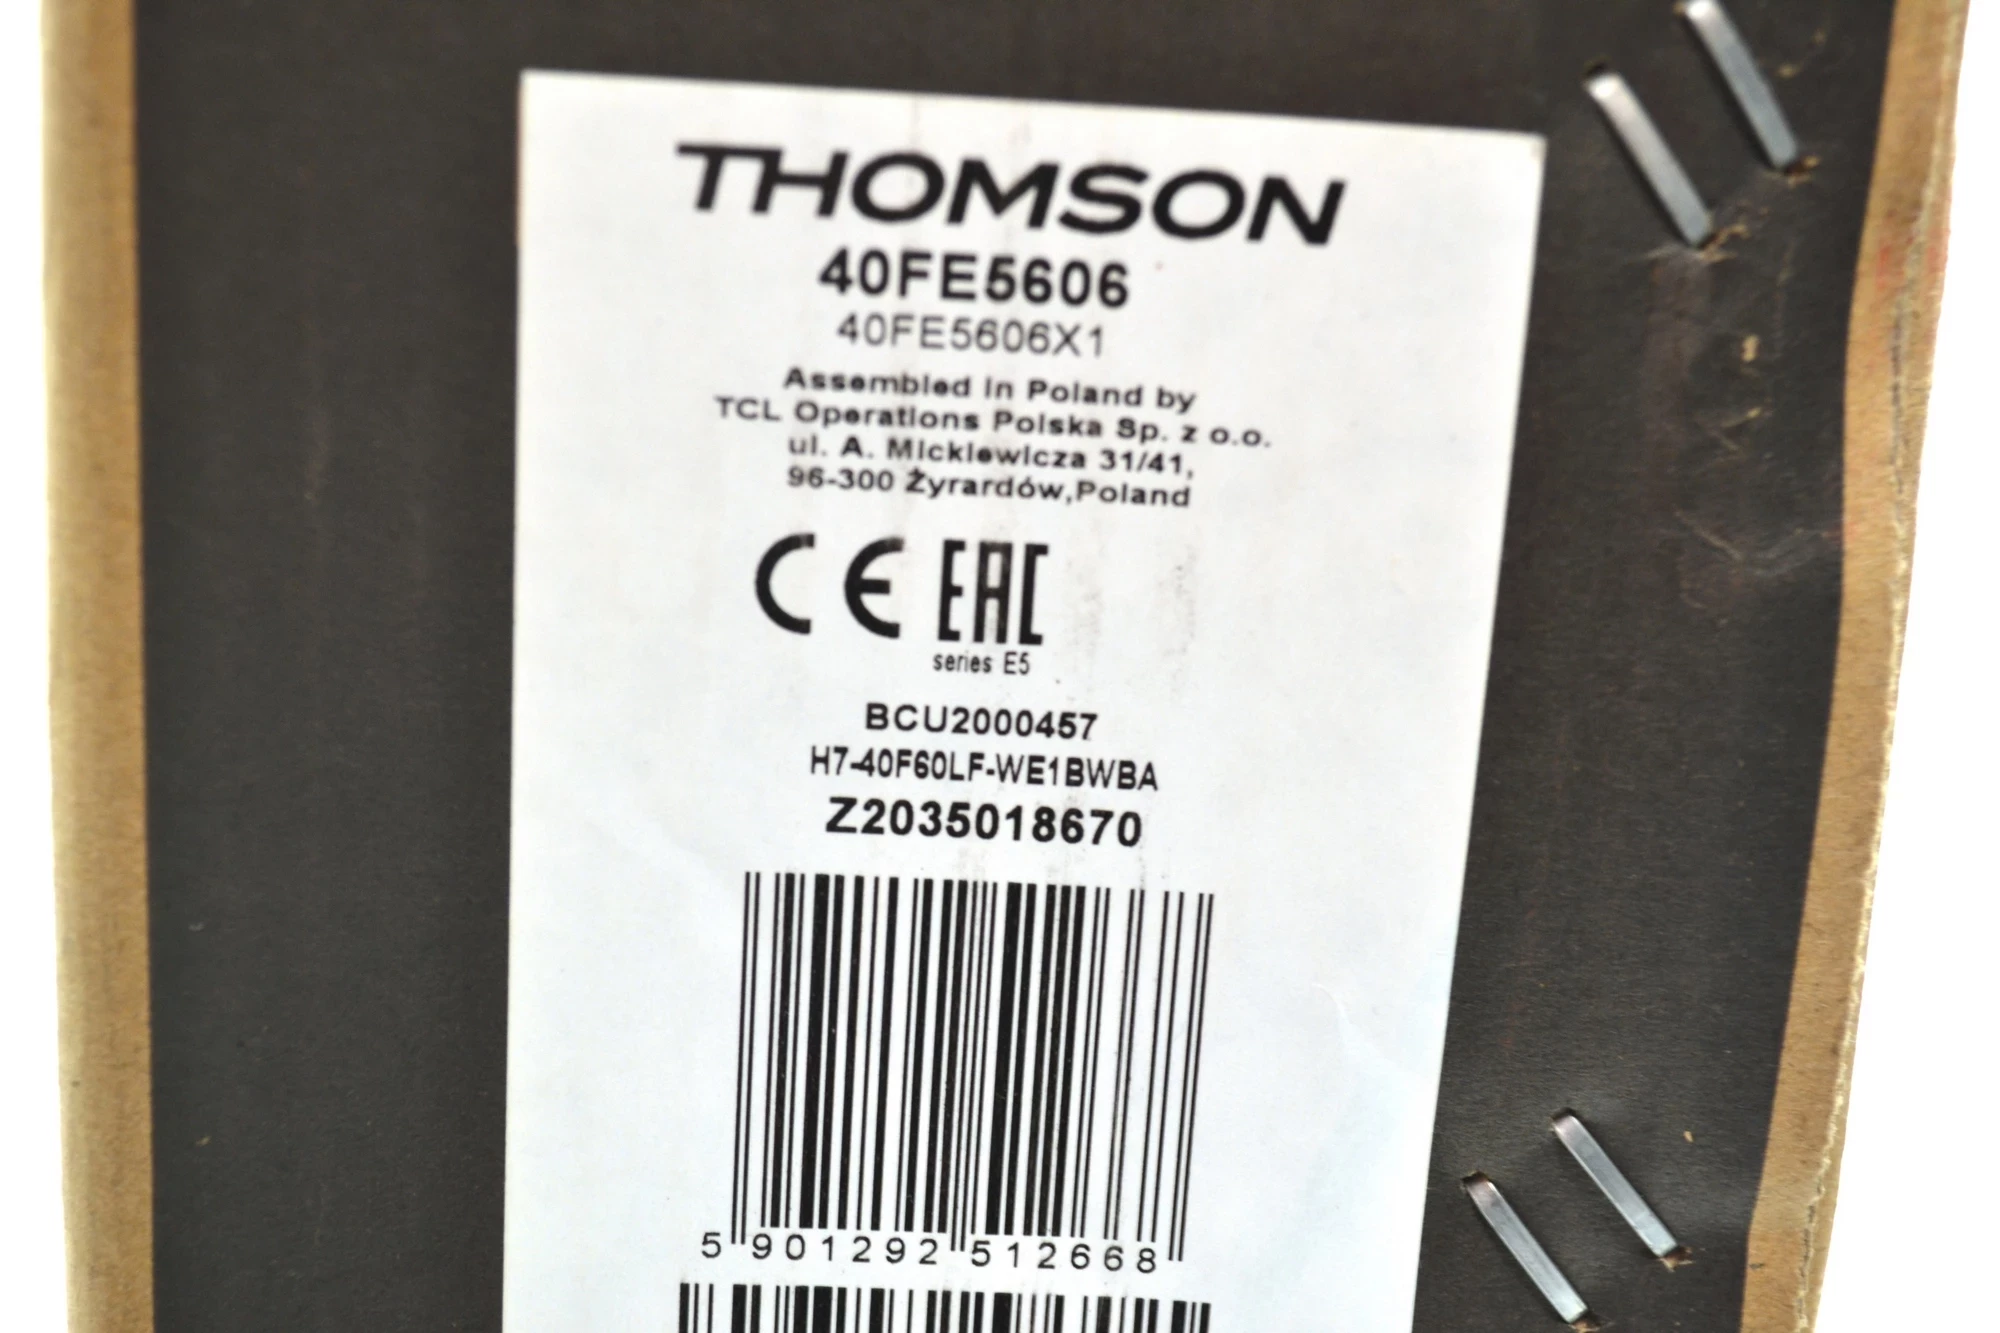 THOMSON
40FE5606
40FE5606X1
Assembled in Poland by
TCL Operations Polska Sp. z o.o.
ul. A. Mickiewicza 31/41,
96-300 Żyrardów,Poland
CE EAC
series E5
BCU2000457
H7-40F60LF-WE1BWBA
Z2035018670
5 901292 512668